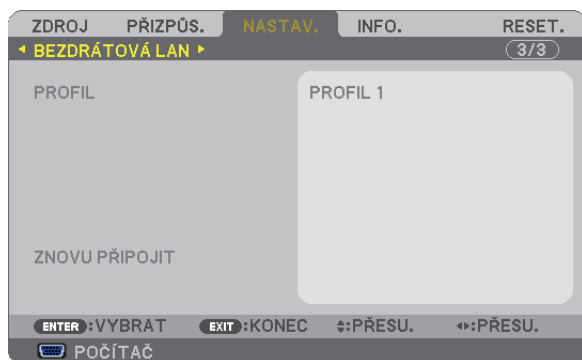 ZDROJ PŘIZPŮS. NASTAV. INFO. RESET.
BEZDRÁTOVÁ LAN 3/3
PROFIL PROFIL 1
ZNOVU PŘIPOJIT
ENTER :VYBRAT EXIT :KONEC :PŘESU. :PŘESU.
POČÍTAČ